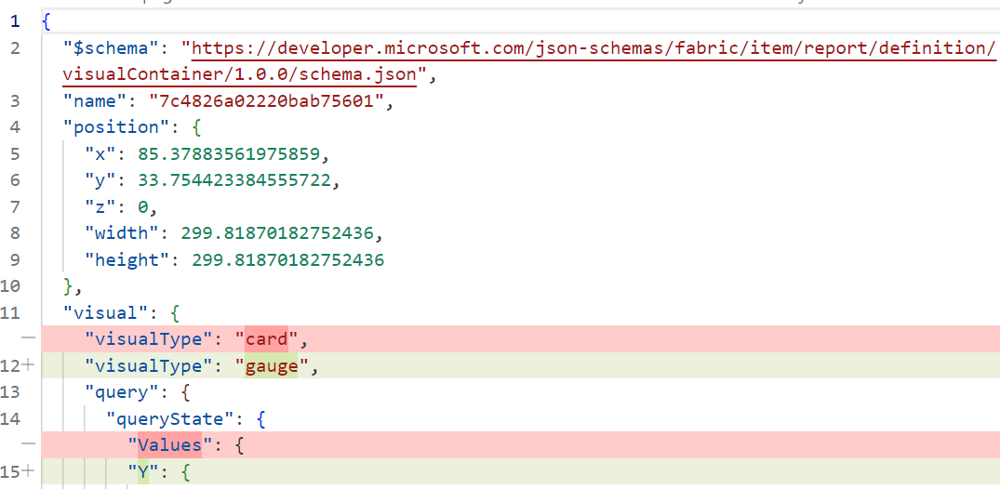 1 {
2 "$schema": "https://developer.microsoft.com/json-schemas/fabric/item/report/definition/
visualContainer/1.0.0/schema.json",
3 "name": "7c4826a02220bab75601",
4 "position": {
5 "x": 85.37883561975859,
6 "y": 33.754423384555722,
7 "z": 0,
8 "width": 299.81870182752436,
9 "height": 299.81870182752436
10 },
11 "visual": {
— "visualType": "card",
12+ "visualType": "gauge",
13 "query": {
14 "queryState": {
— "Values": {
15+ "Y": {